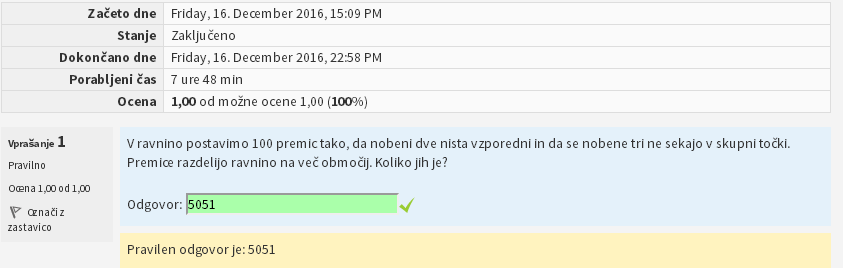 Začeto dne Friday, 16. December 2016, 15:09 PM
Stanje Zaključeno
Dokončano dne Friday, 16. December 2016, 22:58 PM
Porabljeni čas 7 ure 48 min
Ocena 1,00 od možne ocene 1,00 (100%)
Vprašanje 1
Pravilno
Ocena 1,00 od 1,00
Označi z
zastavico
V ravnino postavimo 100 premic tako, da nobeni dve nista vzporedni in da se nobene tri ne sekajo v skupni točki.
Premice razdelijo ravnino na več območij. Koliko jih je?
Odgovor: 5051
Pravilen odgovor je: 5051